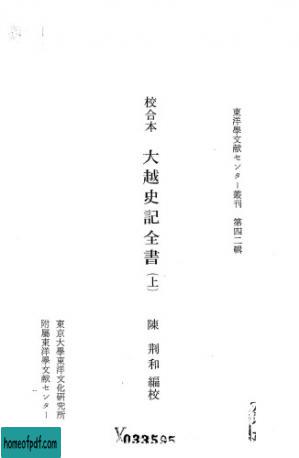 東洋學文献センター叢刊 第四二輯
校合本 大越史記全書(上)
陳荆和 編校
東京大學東洋文化研究所
附屬東洋學文献センター
033595
homeofpdf.com